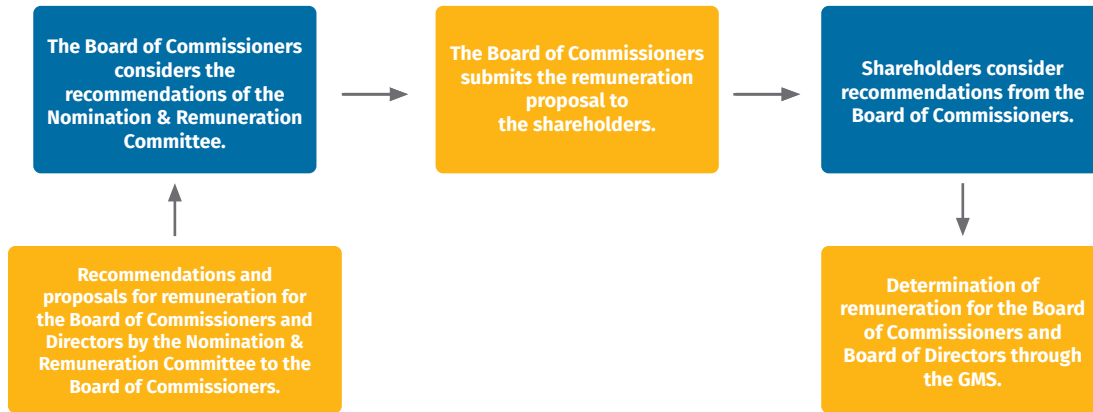 The Board of Commissioners
considers the
recommendations of the
Nomination & Remuneration
Committee.
The Board of Commissioners
submits the remuneration
proposal to
the shareholders.
Shareholders consider
recommendations from the
Board of Commissioners.
Recommendations and
proposals for remuneration for
the Board of Commissioners and
Directors by the Nomination &
Remuneration Committee to the
Board of Commissioners.
Determination of
remuneration for the Board
of Commissioners and
Board of Directors through
the GMS.